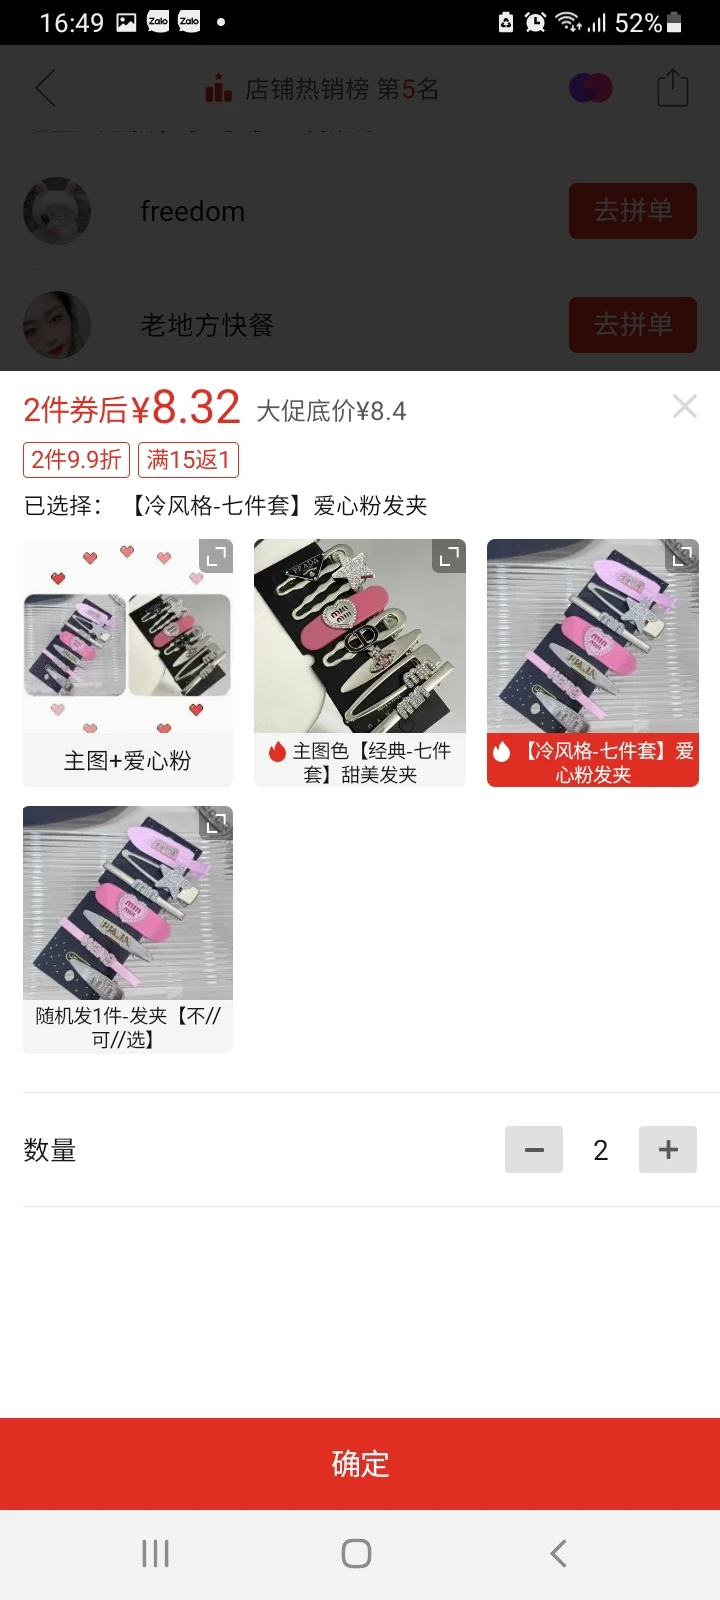 16:49 Zalo Zalo 52%
店铺热销榜 第5名
freedom 去拼单
老地方快餐 去拼单
2件券后¥8.32 大促底价¥8.4
2件9.9折 满15返1
已选择： 【冷风格-七件套】爱心粉发夹
主图+爱心粉
主图色【经典-七件
套】甜美发夹
【冷风格-七件套】爱
心粉发夹
随机发1件-发夹【不//
可//选】
数量 2
确定